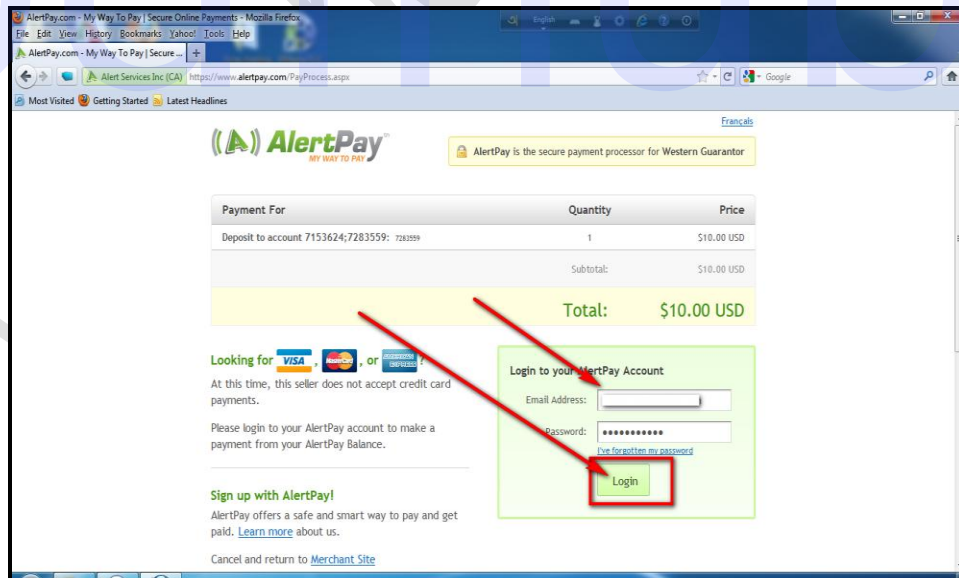 AlertPay.com - My Way To Pay | Secure Online Payments - Mozilla Firefox
English
File Edit View History Bookmarks Yahoo! Tools Help
AlertPay.com - My Way To Pay | Secure ...
Alert Services Inc (CA) https://www.alertpay.com/PayProcess.aspx Google
Most Visited Getting Started Latest Headlines
Français
AlertPay
MY WAY TO PAY
AlertPay is the secure payment processor for Western Guarantor
Payment For Quantity Price
Deposit to account 7153624;7283559: 7283559 1 $10.00 USD
Subtotal: $10.00 USD
Total: $10.00 USD
Looking for VISA , MasterCard , or AMERICAN EXPRESS ?
At this time, this seller does not accept credit card
payments.
Please login to your AlertPay account to make a
payment from your AlertPay Balance.
Login to your AlertPay Account
Email Address:
Password:
I've forgotten my password
Login
Sign up with AlertPay!
AlertPay offers a safe and smart way to pay and get
paid. Learn more about us.
Cancel and return to Merchant Site